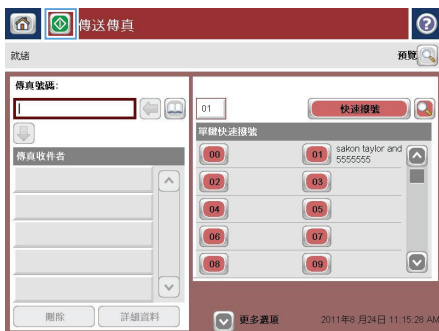 傳送傳真
就緒
預覽
傳真號碼:
01
快速撥號
單鍵快速撥號
傳真收件者
00
01
sakon taylor and
5555555
02
03
04
05
06
07
08
09
刪除
詳細資料
更多選項
2011年8 月24日 11:15:28 AM